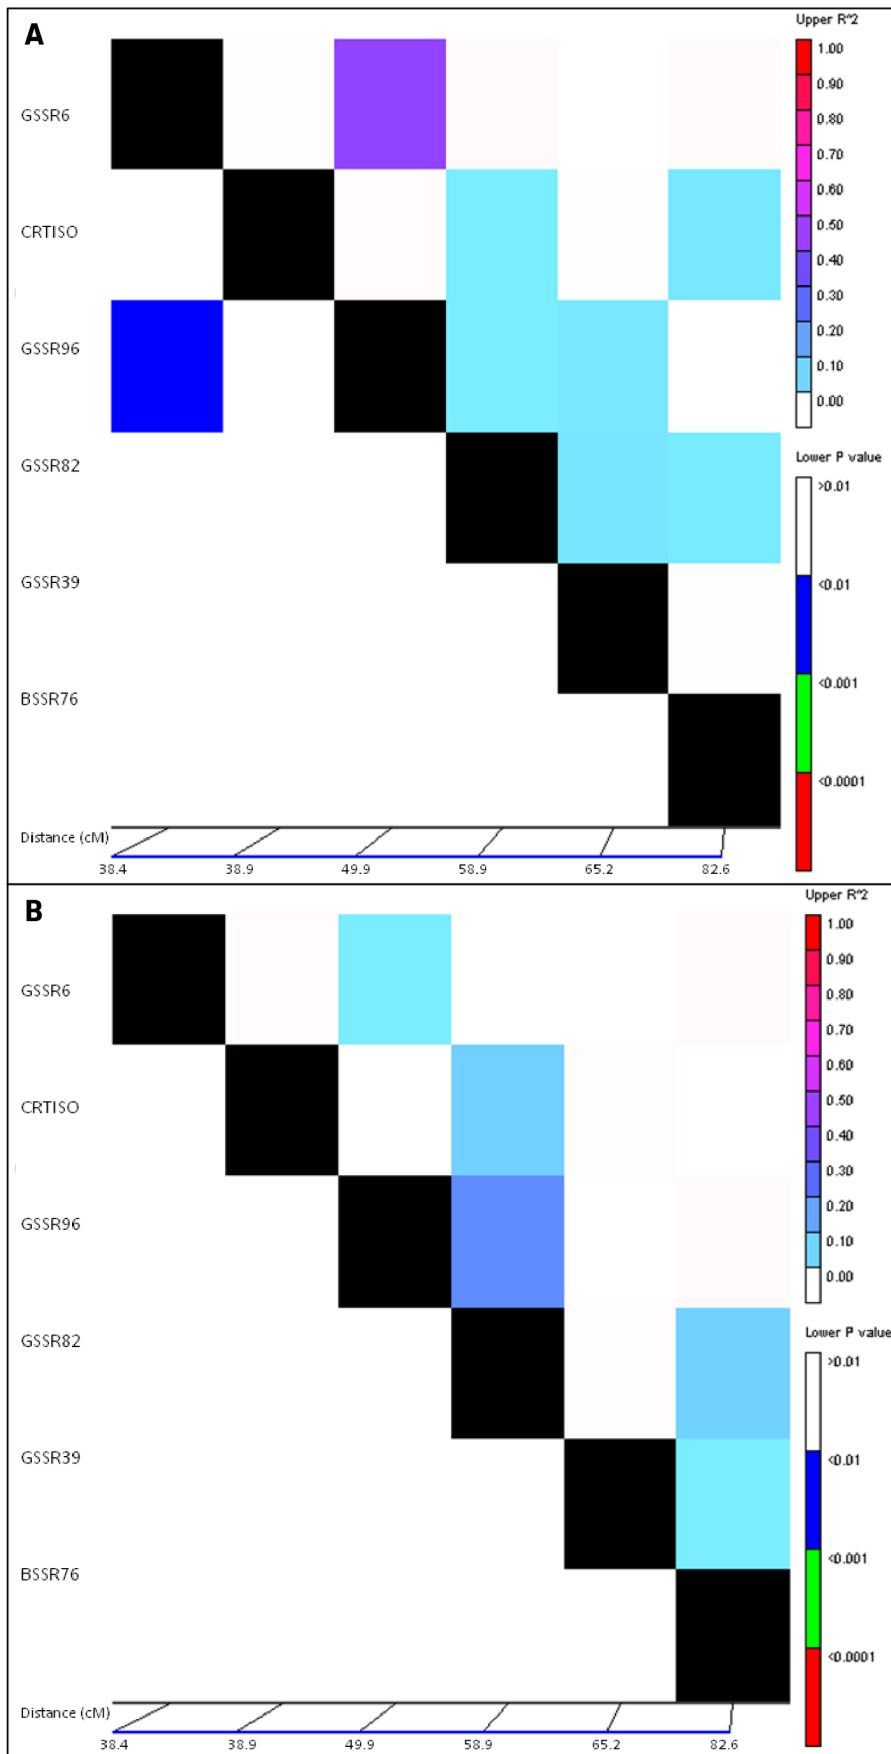 A
Upper R^2
1.00
0.90
0.80
0.70
0.60
0.50
0.40
0.30
0.20
0.10
0.00
GSSR6
CRTISO
GSSR96
GSSR82
GSSR39
BSSR76
Lower P value
>0.01
<0.01
<0.001
<0.0001
Distance (cM)
38.4 38.9 49.9 58.9 65.2 82.6
B
Upper R^2
1.00
0.90
0.80
0.70
0.60
0.50
0.40
0.30
0.20
0.10
0.00
GSSR6
CRTISO
GSSR96
GSSR82
GSSR39
BSSR76
Lower P value
>0.01
<0.01
<0.001
<0.0001
Distance (cM)
38.4 38.9 49.9 58.9 65.2 82.6